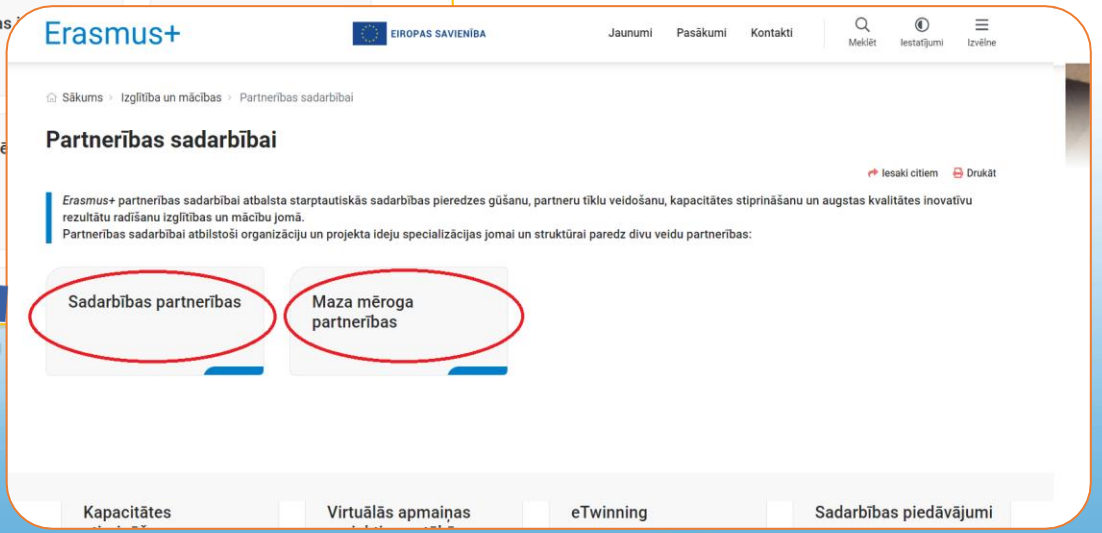 Erasmus+
EIROPAS SAVIENĪBA
Jaunumi Pasākumi Kontakti
Meklēt Iestatījumi Izvēlne
Sākums > Izglītība un mācības > Partnerības sadarbībai
Partnerības sadarbībai
Iesaki citiem Drukāt
Erasmus+ partnerības sadarbībai atbalsta starptautiskās sadarbības pieredzes gūšanu, partneru tīklu veidošanu, kapacitātes stiprināšanu un augstas kvalitātes inovatīvu
rezultātu radīšanu izglītības un mācību jomā.
Partnerības sadarbībai atbilstoši organizāciju un projekta ideju specializācijas jomai un struktūrai paredz divu veidu partnerības:
Sadarbības partnerības
Maza mēroga
partnerības
Kapacitātes
Virtuālās apmaiņas
eTwinning
Sadarbības piedāvājumi